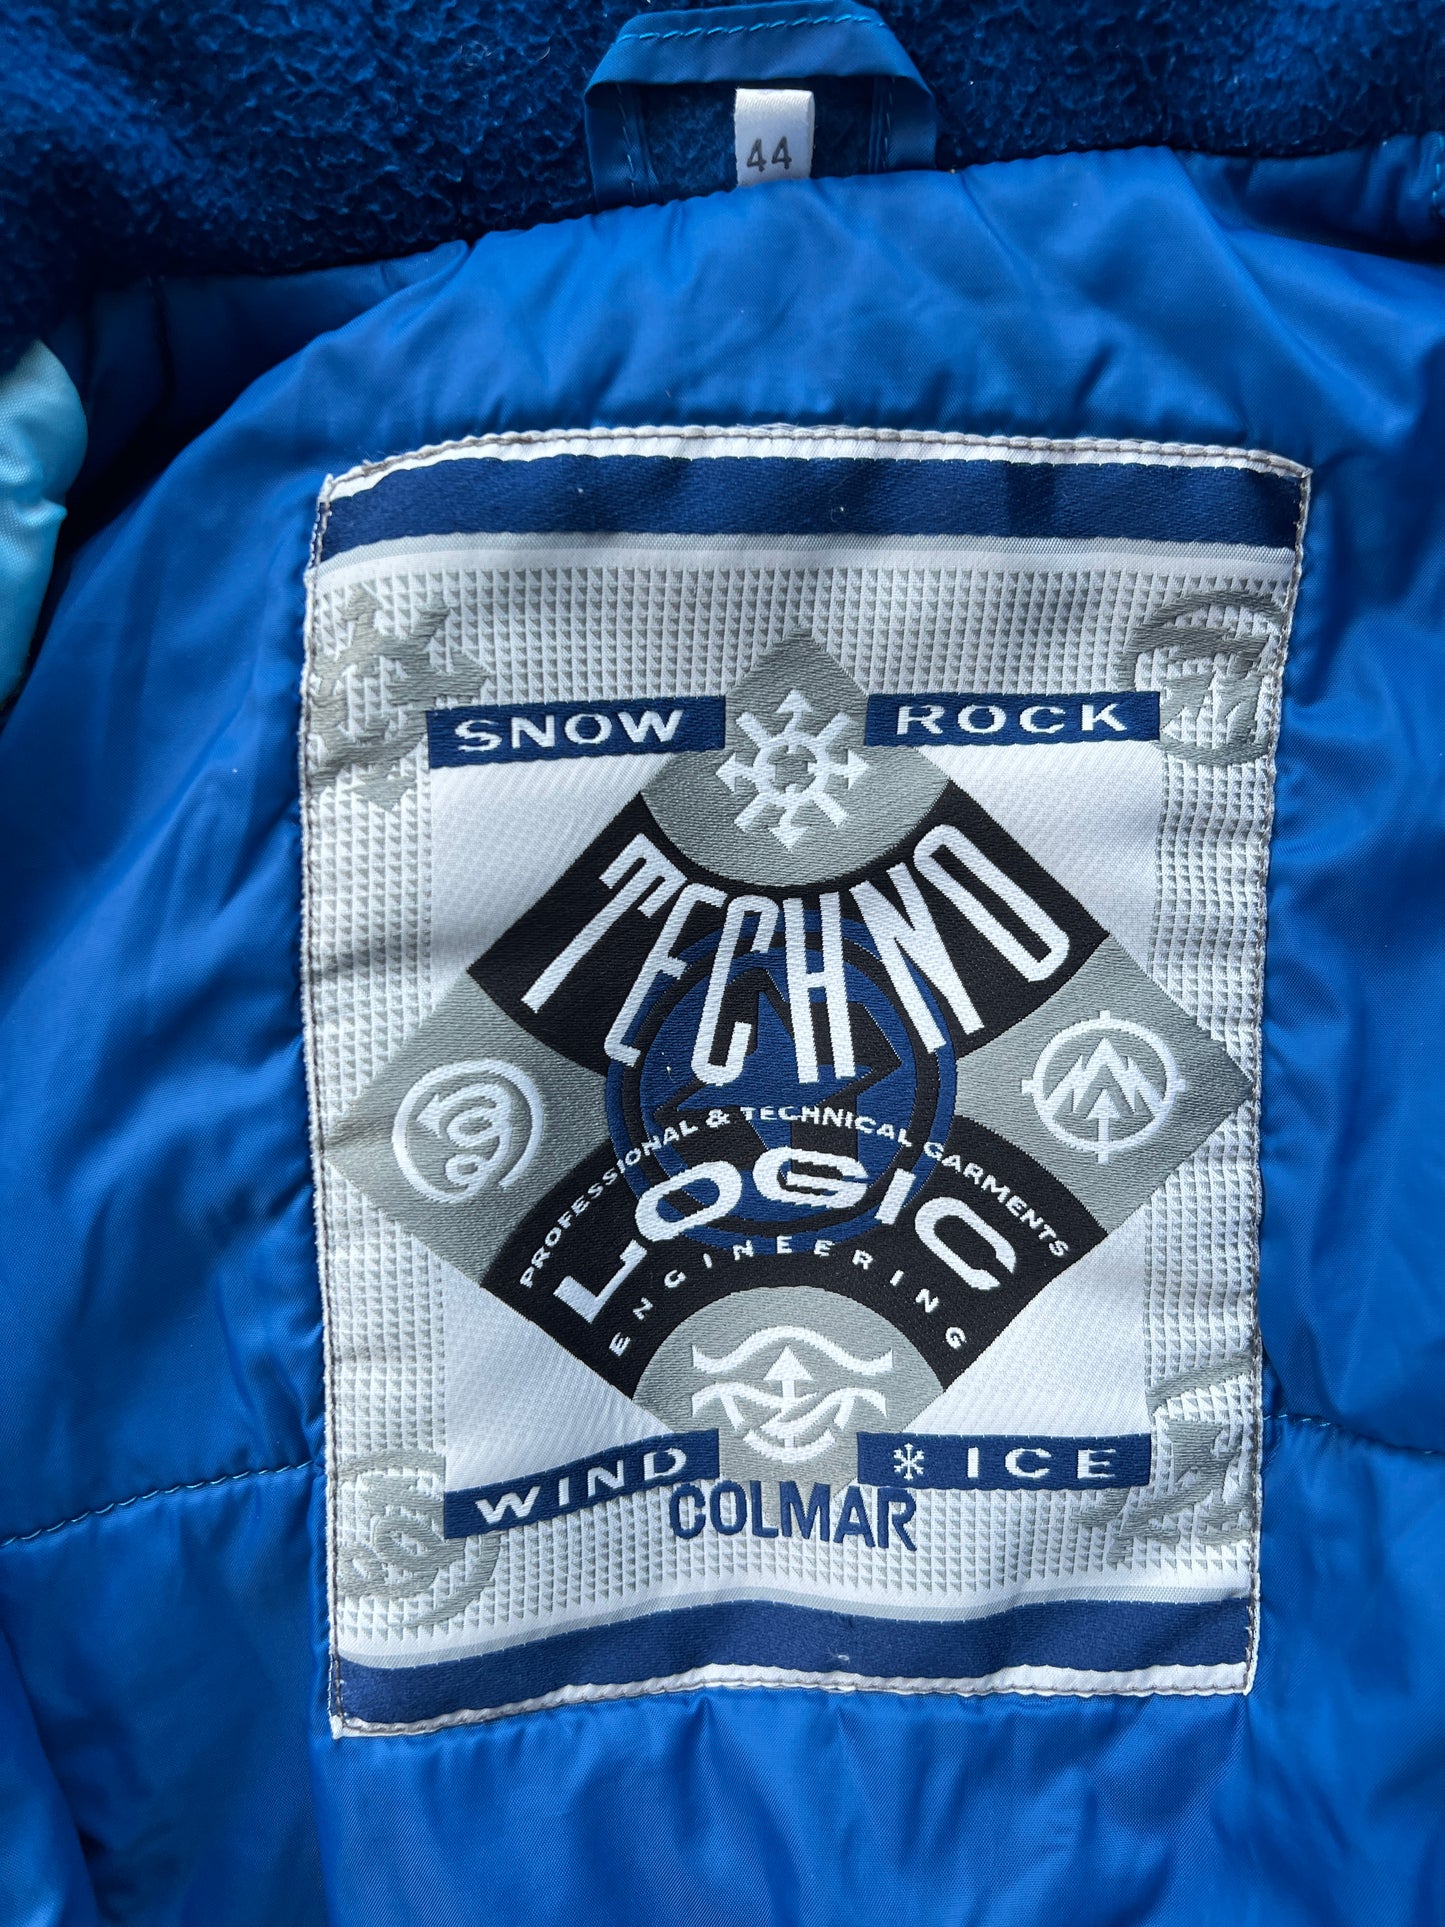 44
SNOW ROCK
TECHNO
PROFESSIONAL & TECHNICAL GARMENTS
LOGIC
ENGINEERING
WIND ICE
COLMAR